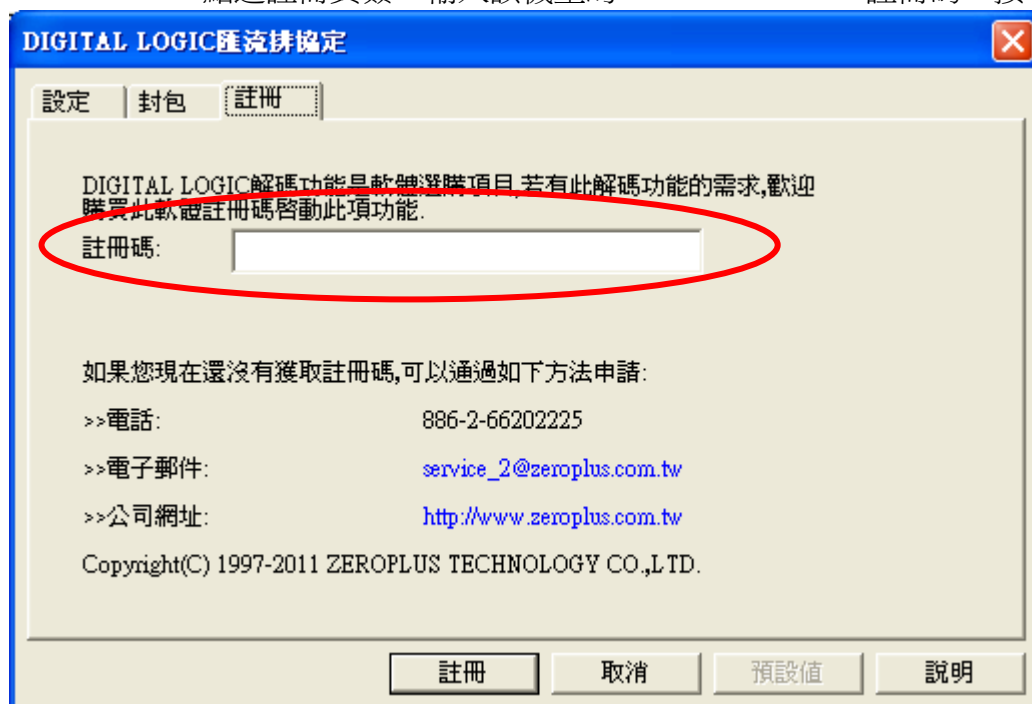 DIGITAL LOGIC匯流排協定
設定 封包 註冊
DIGITAL LOGIC解碼功能是軟體選購項目,若有此解碼功能的需求,歡迎
購買此軟體註冊碼啓動此項功能.
註冊碼:
如果您現在還沒有獲取註冊碼,可以通過如下方法申請:
>>電話: 886-2-66202225
>>電子郵件: service_2@zeroplus.com.tw
>>公司網址: http://www.zeroplus.com.tw
Copyright(C) 1997-2011 ZEROPLUS TECHNOLOGY CO.,LTD.
註冊 取消 預設值 說明